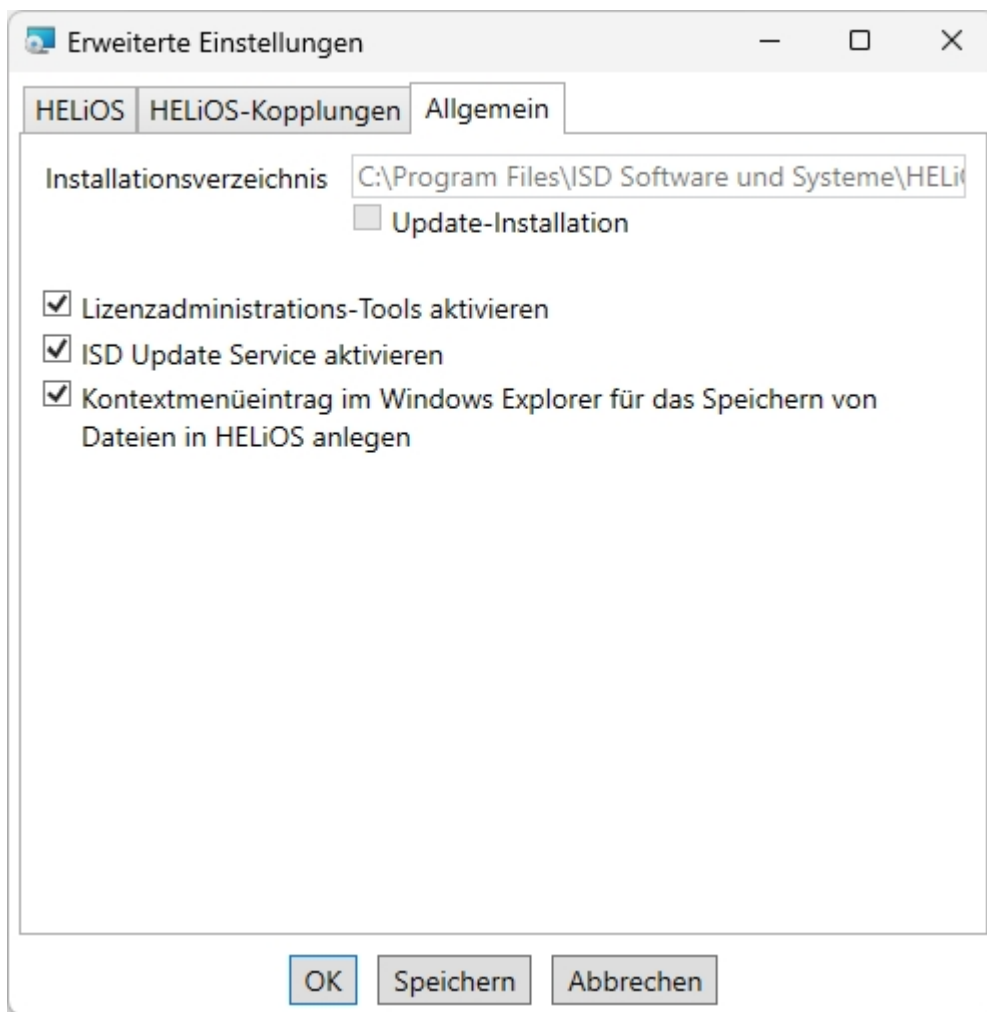 Erweiterte Einstellungen
HELiOS HELiOS-Kopplungen Allgemein
Installationsverzeichnis C:\Program Files\ISD Software und Systeme\HELi
Update-Installation
Lizenzadministrations-Tools aktivieren
ISD Update Service aktivieren
Kontextmenüeintrag im Windows Explorer für das Speichern von
Dateien in HELiOS anlegen
OK Speichern Abbrechen